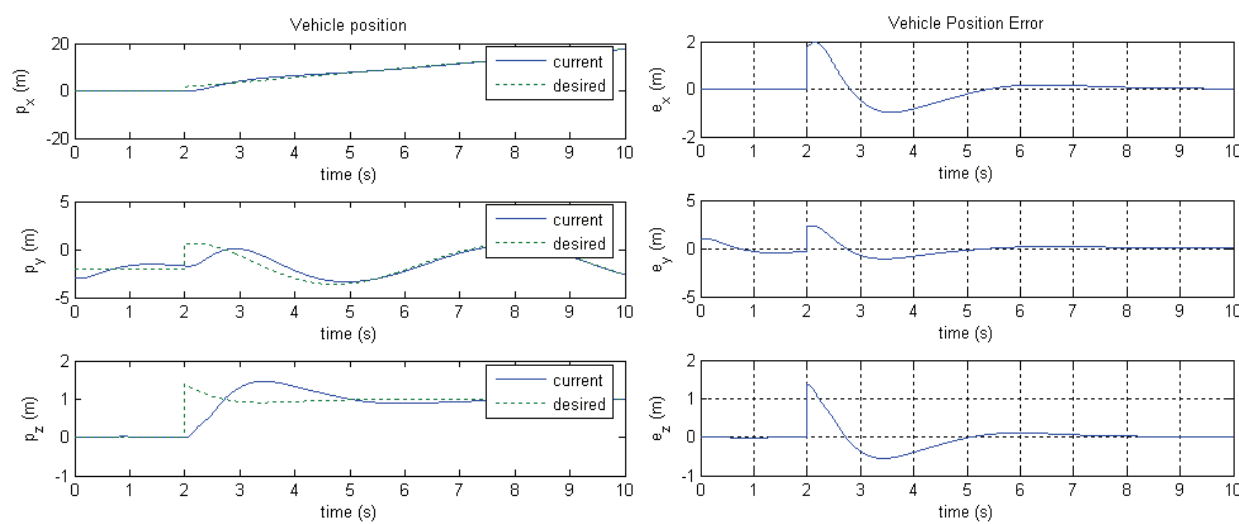 Vehicle position
20
0
-20
p_x (m)
current
desired
0 1 2 3 4 5 6 7 8 9 10
time (s)
5
0
-5
p_y (m)
current
desired
0 1 2 3 4 5 6 7 8 9 10
time (s)
2
1
0
-1
p_z (m)
current
desired
0 1 2 3 4 5 6 7 8 9 10
time (s)
Vehicle Position Error
2
0
-2
e_x (m)
0 1 2 3 4 5 6 7 8 9 10
time (s)
5
0
-5
e_y (m)
0 1 2 3 4 5 6 7 8 9 10
time (s)
2
1
0
-1
e_z (m)
0 1 2 3 4 5 6 7 8 9 10
time (s)